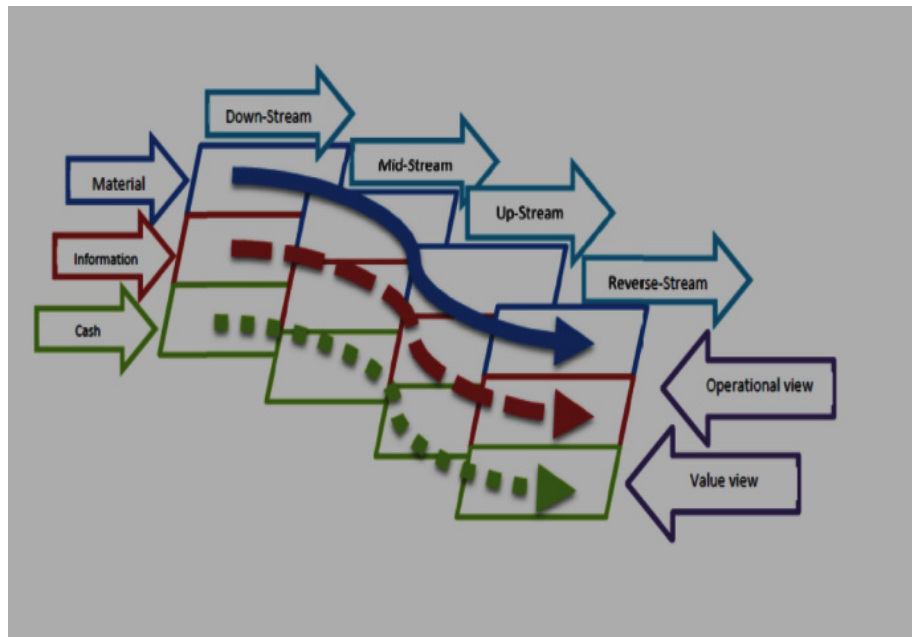 Down-Stream
Mid-Stream
Material
Up-Stream
Information
Reverse-Stream
Cash
Operational view
Value view